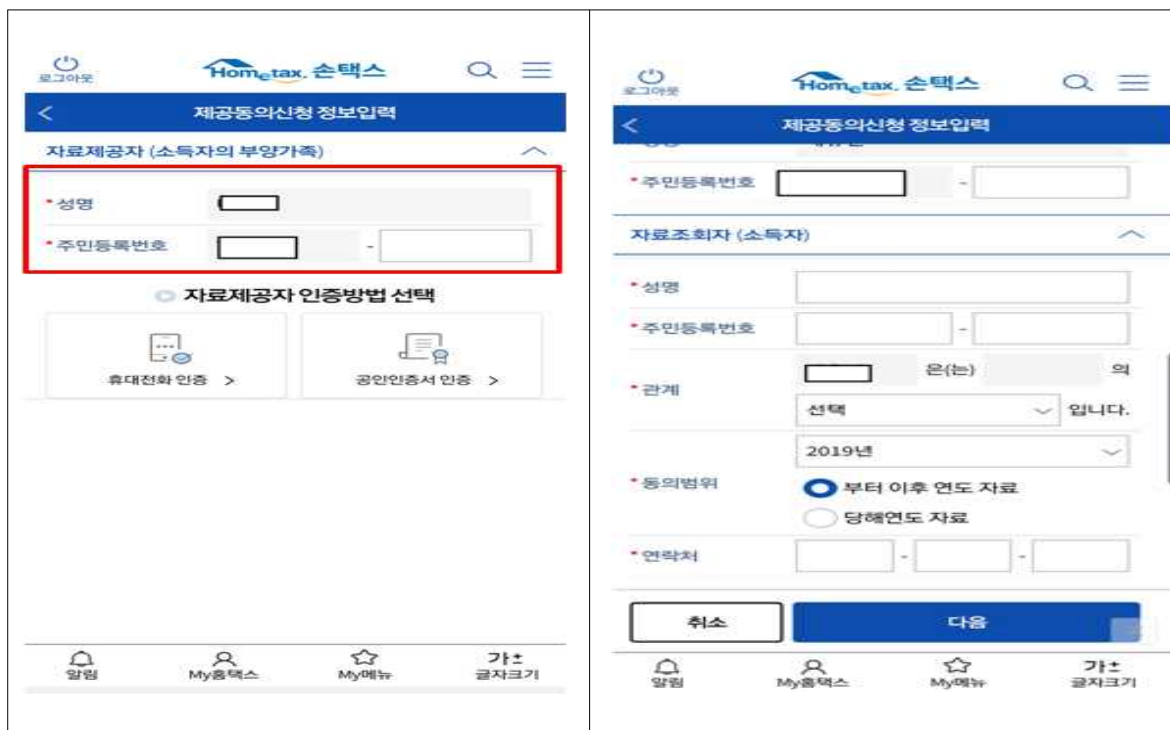 로그아웃
Hometax. 손택스
제공동의신청 정보입력
자료제공자 (소득자의 부양가족)
*성명
*주민등록번호 -
자료제공자 인증방법 선택
휴대전화 인증 >
공인인증서 인증 >
알림
My홈택스
My메뉴
가±
글자크기
로그아웃
Hometax. 손택스
제공동의신청 정보입력
*주민등록번호 -
자료조회자 (소득자)
*성명
*주민등록번호 -
*관계
은(는) 의
선택 입니다.
*동의범위
2019년
부터 이후 연도 자료
당해연도 자료
*연락처 - -
취소
다음
알림
My홈택스
My메뉴
가±
글자크기